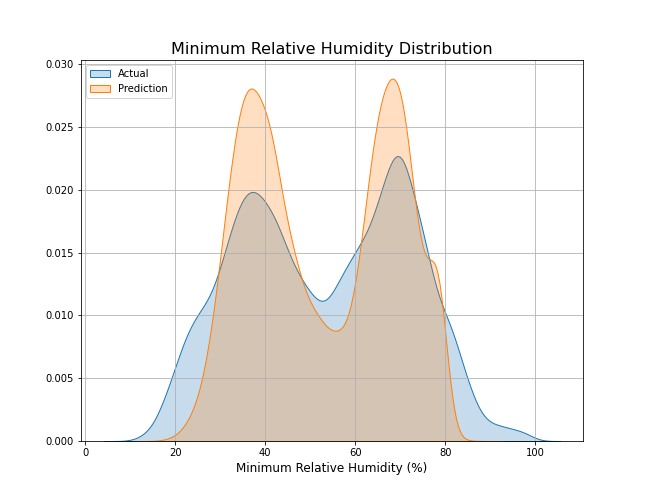 Minimum Relative Humidity Distribution
Actual
Prediction
0.030
0.025
0.020
0.015
0.010
0.005
0.000
0 20 40 60 80 100
Minimum Relative Humidity (%)